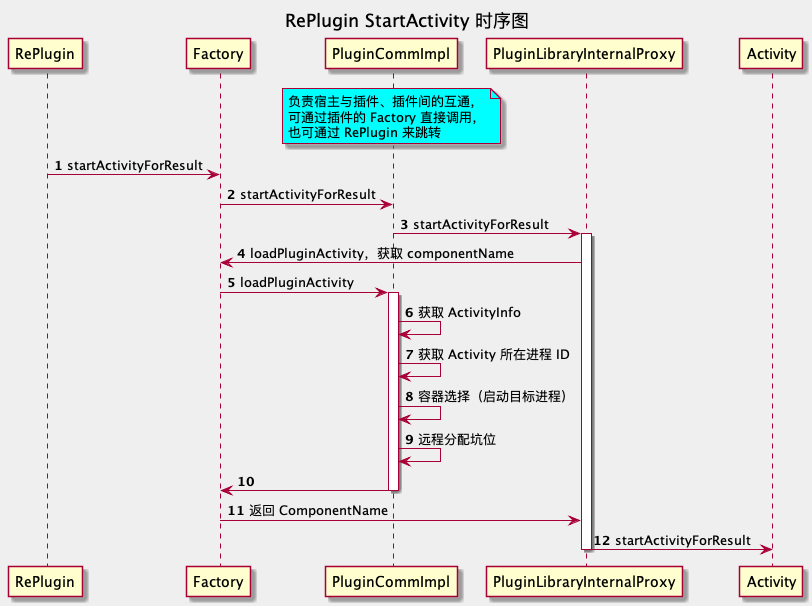 RePlugin StartActivity 时序图
RePlugin
Factory
PluginCommImpl
PluginLibraryInternalProxy
Activity
负责宿主与插件、插件间的互通，
可通过插件的 Factory 直接调用，
也可通过 RePlugin 来跳转
1 startActivityForResult
2 startActivityForResult
3 startActivityForResult
4 loadPluginActivity，获取 componentName
5 loadPluginActivity
6 获取 ActivityInfo
7 获取 Activity 所在进程 ID
8 容器选择（启动目标进程）
9 远程分配坑位
10
11 返回 ComponentName
12 startActivityForResult
RePlugin
Factory
PluginCommImpl
PluginLibraryInternalProxy
Activity